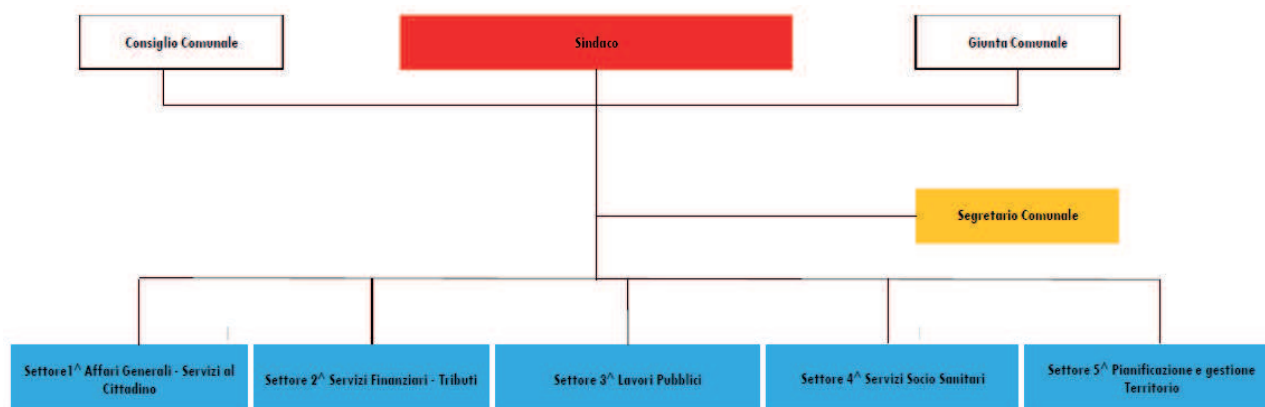 Consiglio Comunale
Sindaco
Giunta Comunale
Segretario Comunale
Settore1^ Affari Generali - Servizi al
Cittadino
Settore 2^ Servizi Finanziari - Tributi
Settore 3^ Lavori Pubblici
Settore 4^ Servizi Socio Sanitari
Settore 5^ Pianificazione e gestione
Territorio